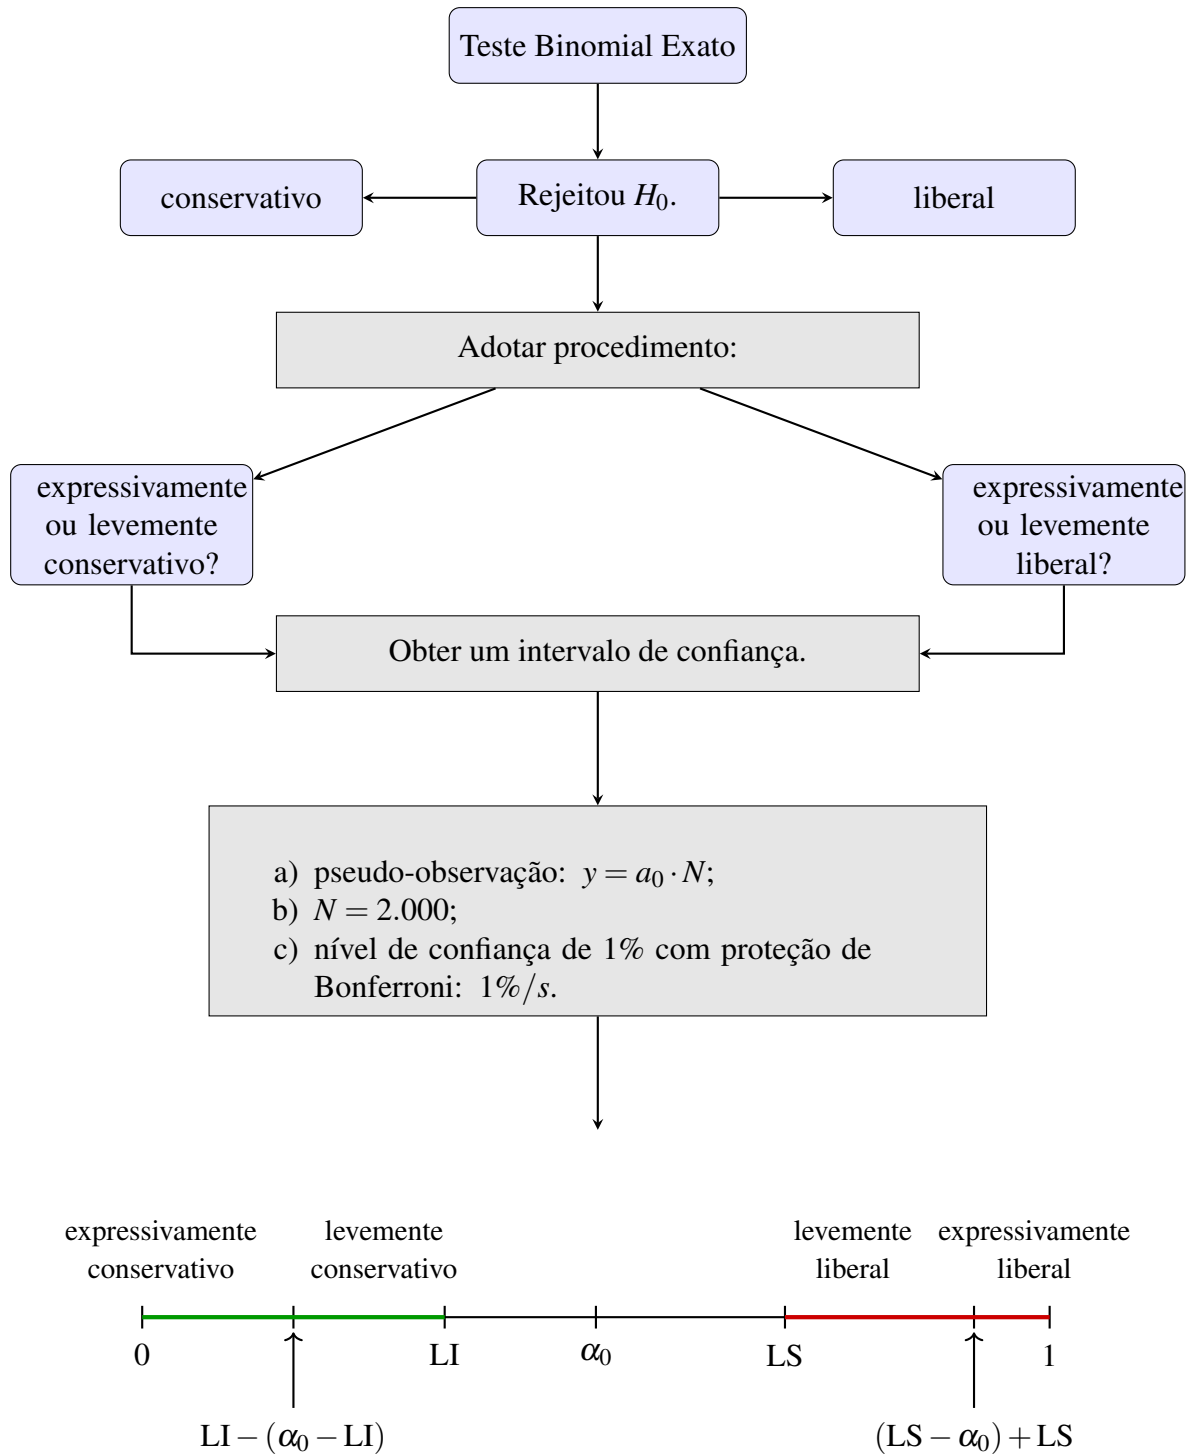 Teste Binomial Exato
conservativo
Rejeitou H₀.
liberal
Adotar procedimento:
expressivamente
ou levemente
conservativo?
expressivamente
ou levemente
liberal?
Obter um intervalo de confiança.
a) pseudo-observação: y = a₀ · N;
b) N = 2.000;
c) nível de confiança de 1% com proteção de
Bonferroni: 1%/s.
expressivamente
conservativo
levemente
conservativo
levemente
liberal
expressivamente
liberal
0
LI
α₀
LS
1
LI − (α₀ − LI)
(LS − α₀) + LS